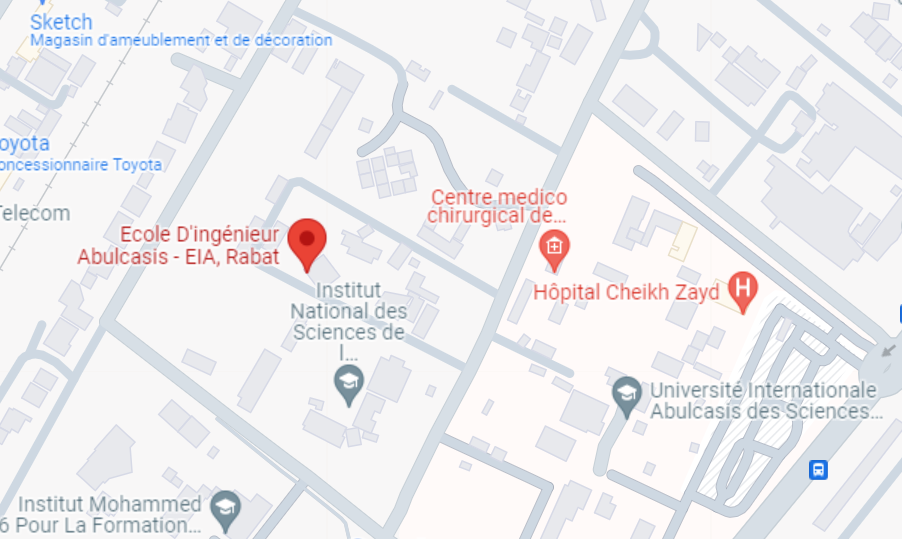 Sketch
Magasin d'ameublement et de décoration
oyota
oncessionnaire Toyota
Telecom
Centre medico
chirurgical de...
Ecole D'ingénieur
Abulcasis - EIA, Rabat
Institut
National des
Sciences de
l...
Hôpital Cheikh Zayd
H
Université Internationale
Abulcasis des Sciences...
Institut Mohammed
6 Pour La Formation...